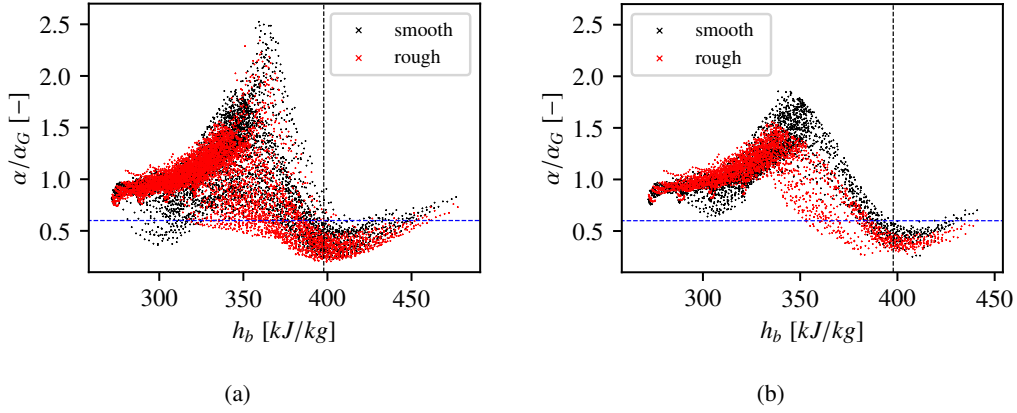 2.5
2.0
1.5
1.0
0.5
α/α_G [−]
smooth
rough
300 350 400 450
h_b [kJ/kg]
(a)
2.5
2.0
1.5
1.0
0.5
α/α_G [−]
smooth
rough
300 350 400 450
h_b [kJ/kg]
(b)